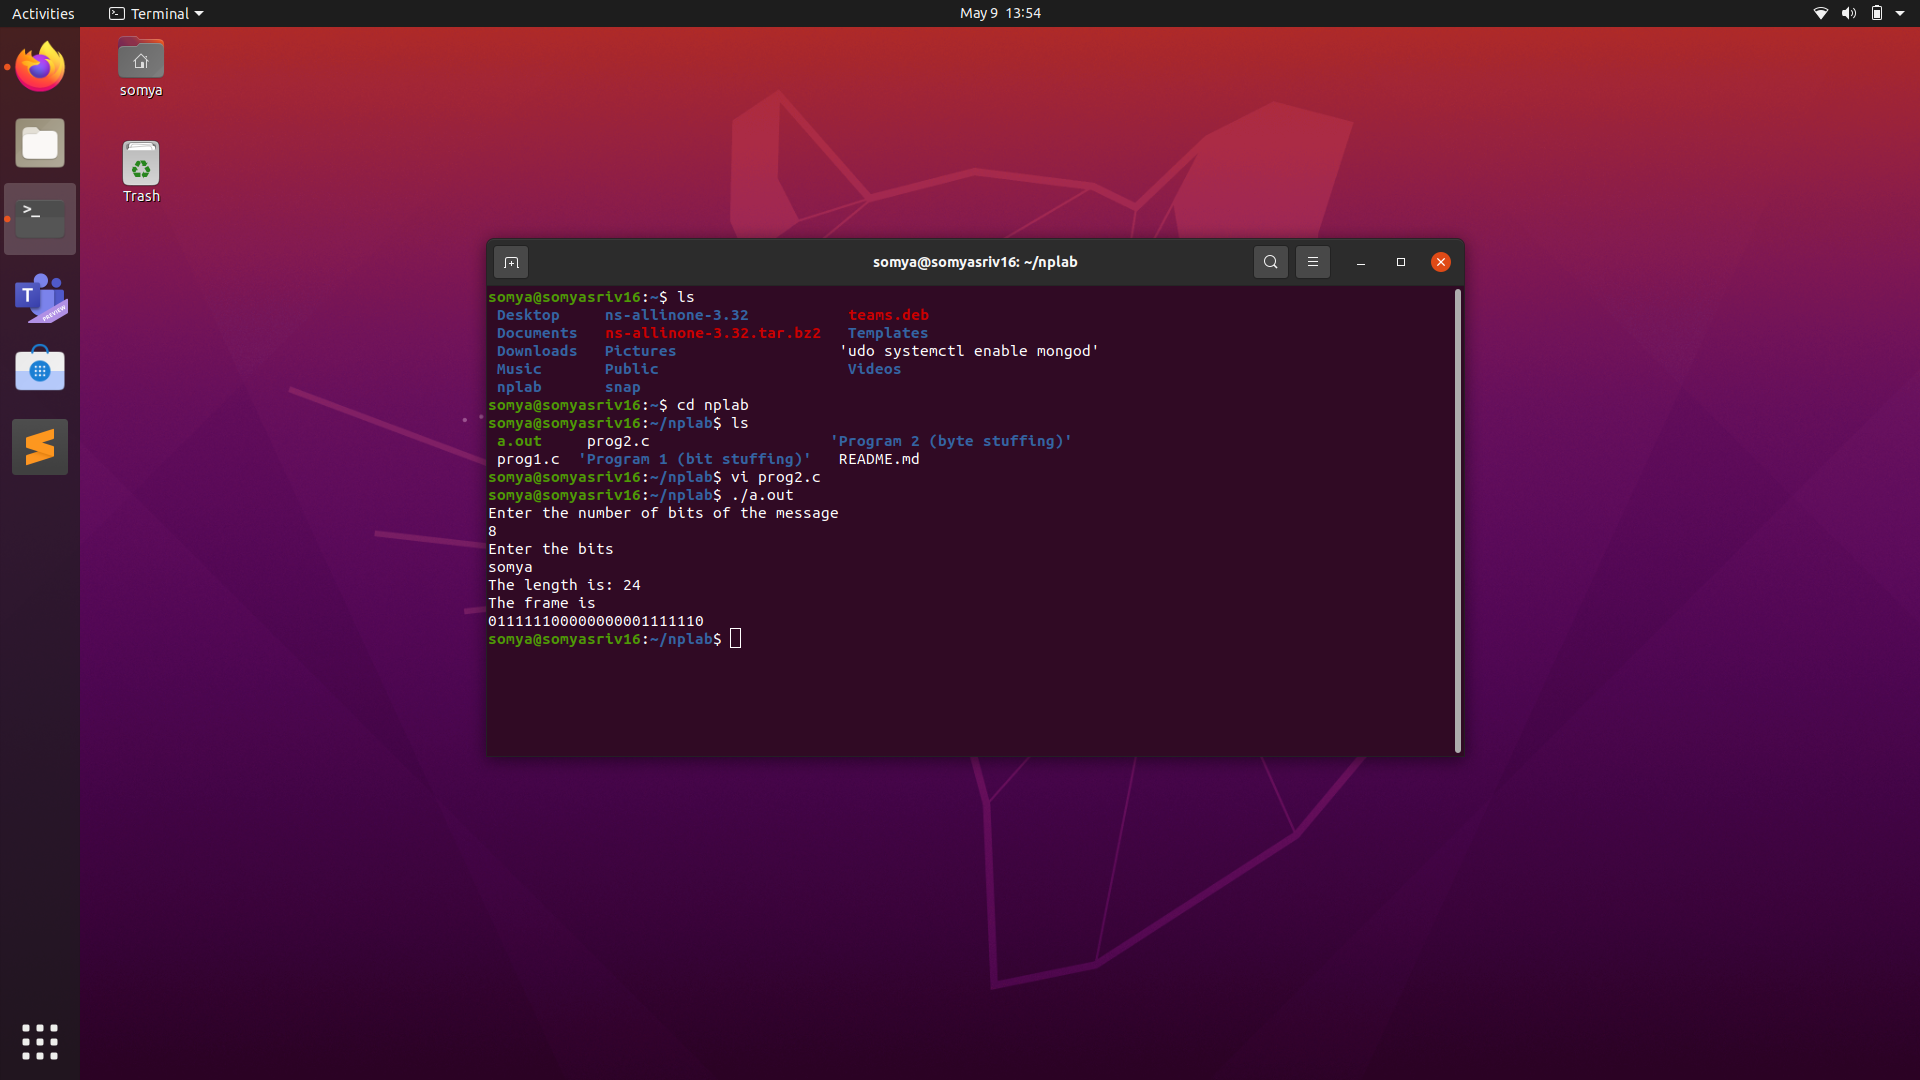 Activities Terminal May 9 13:54
somya
Trash
T
PREVIEW
somya@somyasriv16: ~/nplab
somya@somyasriv16:~$ ls
Desktop ns-allinone-3.32 teams.deb
Documents ns-allinone-3.32.tar.bz2 Templates
Downloads Pictures 'udo systemctl enable mongod'
Music Public Videos
nplab snap
somya@somyasriv16:~$ cd nplab
somya@somyasriv16:~/nplab$ ls
a.out prog2.c 'Program 2 (byte stuffing)'
prog1.c 'Program 1 (bit stuffing)' README.md
somya@somyasriv16:~/nplab$ vi prog2.c
somya@somyasriv16:~/nplab$ ./a.out
Enter the number of bits of the message
8
Enter the bits
somya
The length is: 24
The frame is
011111100000000001111110
somya@somyasriv16:~/nplab$